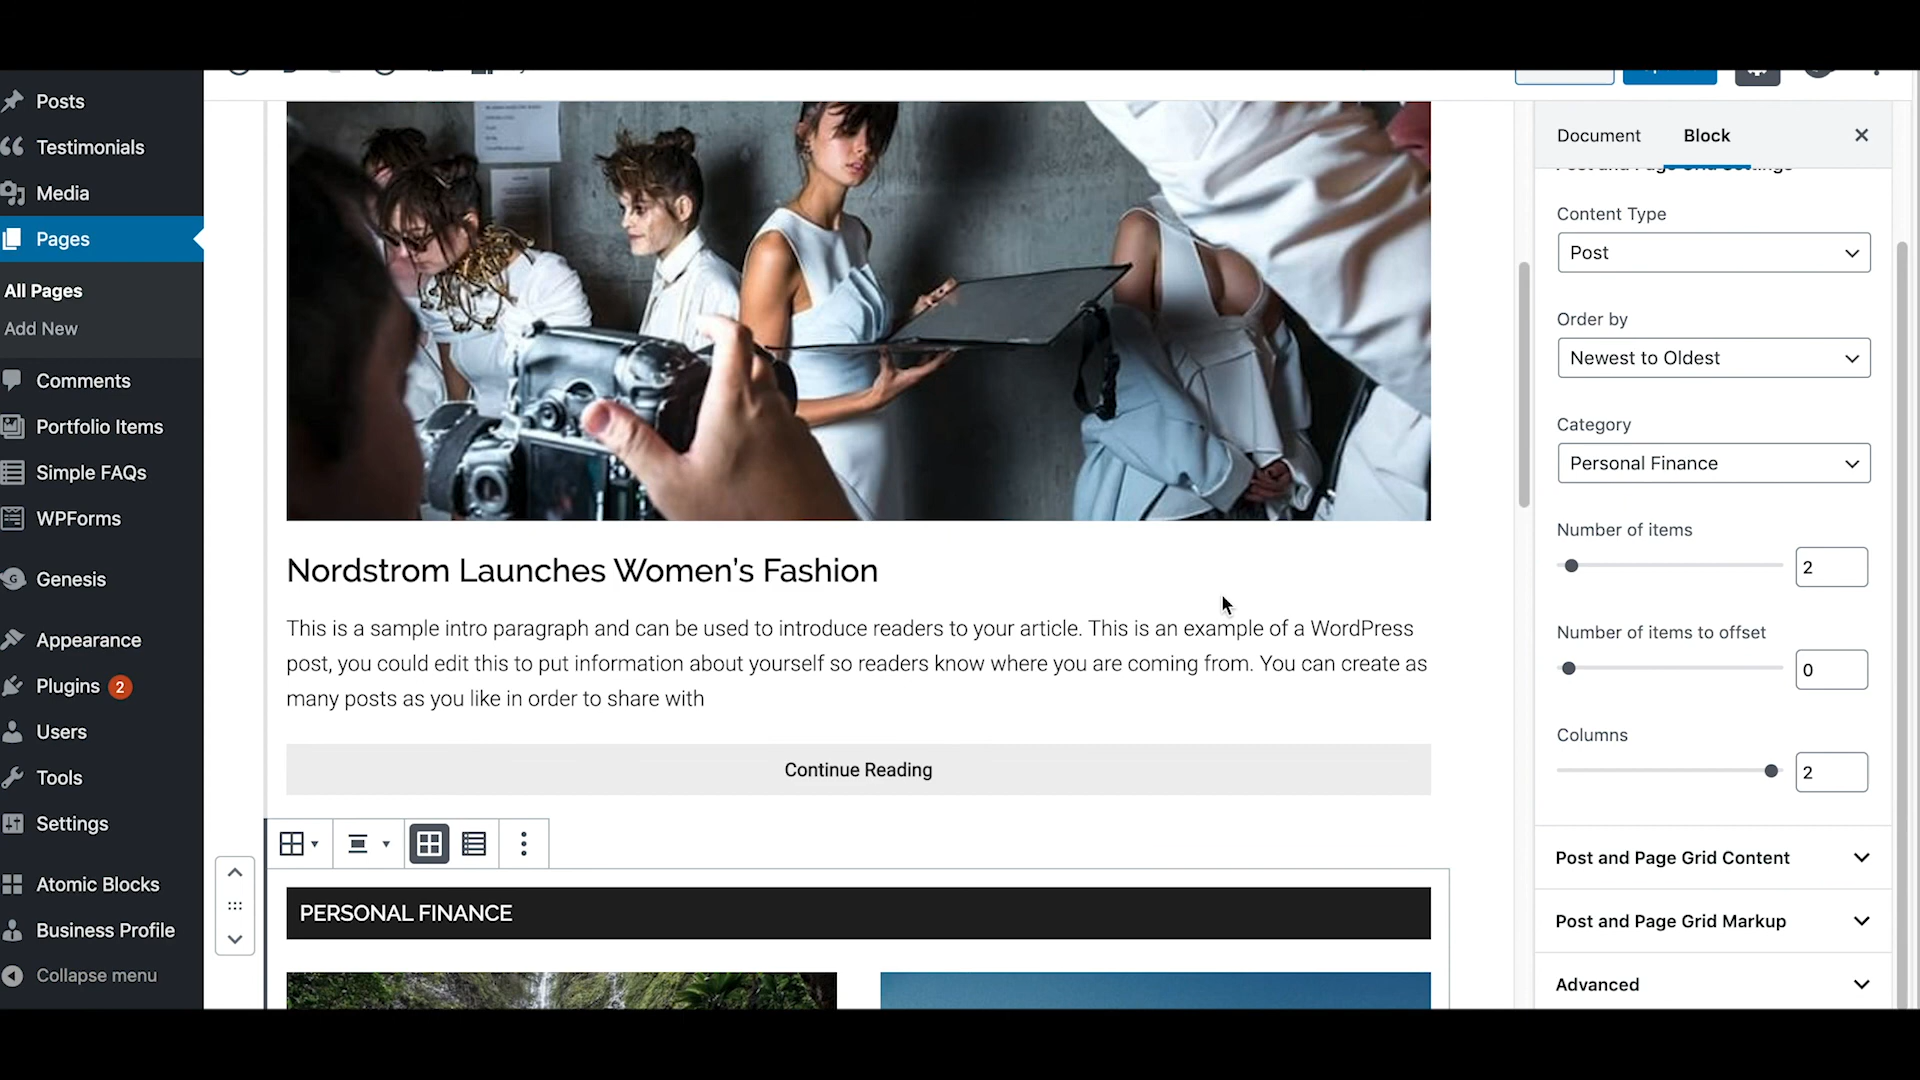 Posts
Testimonials
Media
Pages
All Pages
Add New
Comments
Portfolio Items
Simple FAQs
WPForms
Genesis
Appearance
Plugins 2
Users
Tools
Settings
Atomic Blocks
Business Profile
Collapse menu
Nordstrom Launches Women’s Fashion
This is a sample intro paragraph and can be used to introduce readers to your article. This is an example of a WordPress
post, you could edit this to put information about yourself so readers know where you are coming from. You can create as
many posts as you like in order to share with
Continue Reading
PERSONAL FINANCE
Document Block
Post and Page Grid Settings
Content Type
Post
Order by
Newest to Oldest
Category
Personal Finance
Number of items
2
Number of items to offset
0
Columns
2
Post and Page Grid Content
Post and Page Grid Markup
Advanced